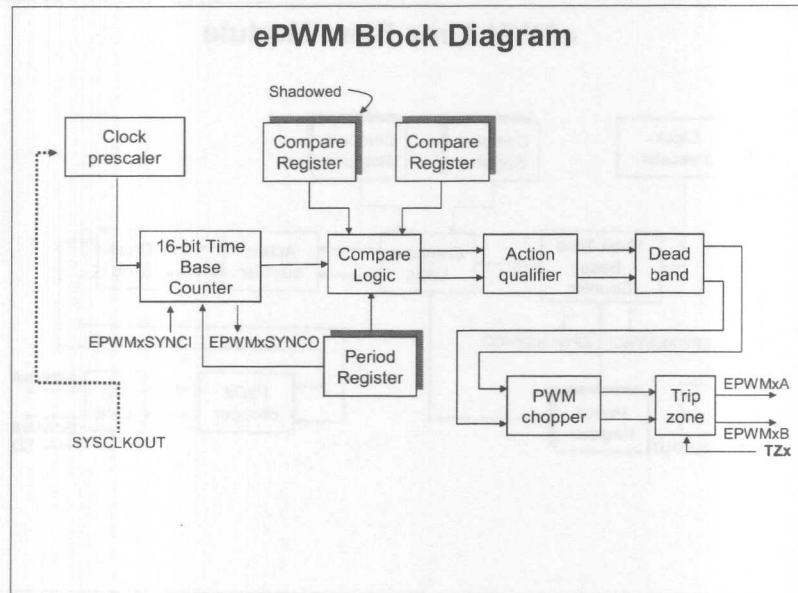 ePWM Block Diagram
Shadowed
Clock
prescaler
Compare
Register
Compare
Register
16-bit Time
Base
Counter
Compare
Logic
Action
qualifier
Dead
band
EPWMxSYNCI
EPWMxSYNCO
Period
Register
PWM
chopper
Trip
zone
EPWMxA
EPWMxB
TZx
SYSCLKOUT